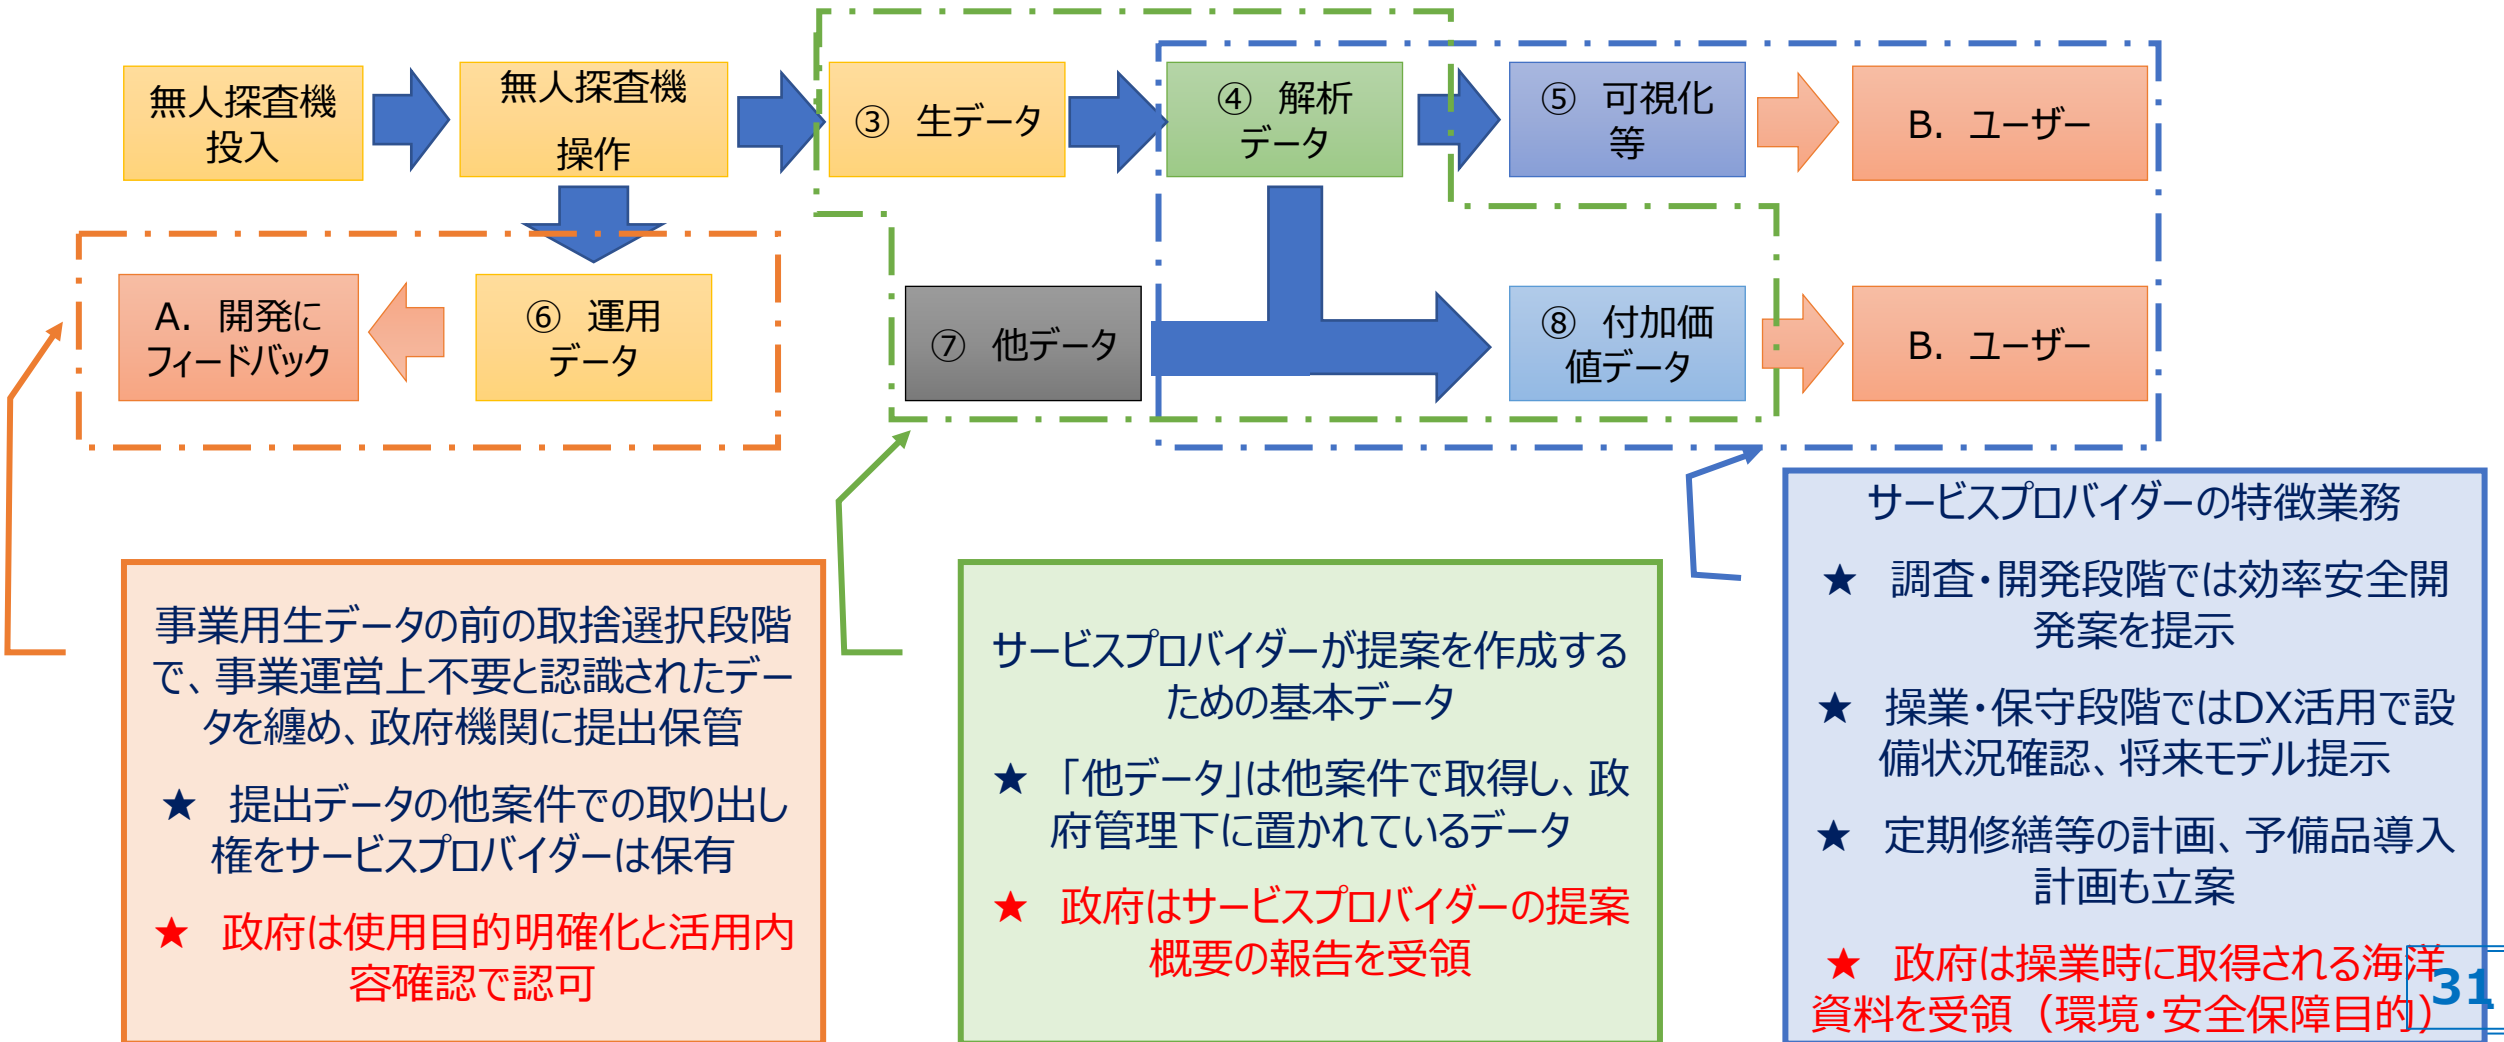 無人探査機
投入
無人探査機
操作
③　生データ
④　解析
データ
⑤　可視化
等
B.　ユーザー
A.　開発に
フィードバック
⑥　運用
データ
⑦　他データ
⑧　付加価
値データ
B.　ユーザー
事業用生データの前の取捨選択段階
で、事業運営上不要と認識されたデー
タを纏め、政府機関に提出保管
★　提出データの他案件での取り出し
権をサービスプロバイダーは保有
★　政府は使用目的明確化と活用内
容確認で認可
サービスプロバイダーが提案を作成する
ための基本データ
★　「他データ」は他案件で取得し、政
府管理下に置かれているデータ
★　政府はサービスプロバイダーの提案
概要の報告を受領
サービスプロバイダーの特徴業務
★　調査・開発段階では効率安全開
発案を提示
★　操業・保守段階ではDX活用で設
備状況確認、将来モデル提示
★　定期修繕等の計画、予備品導入
計画も立案
★　政府は操業時に取得される海洋
資料を受領（環境・安全保障目的）
31